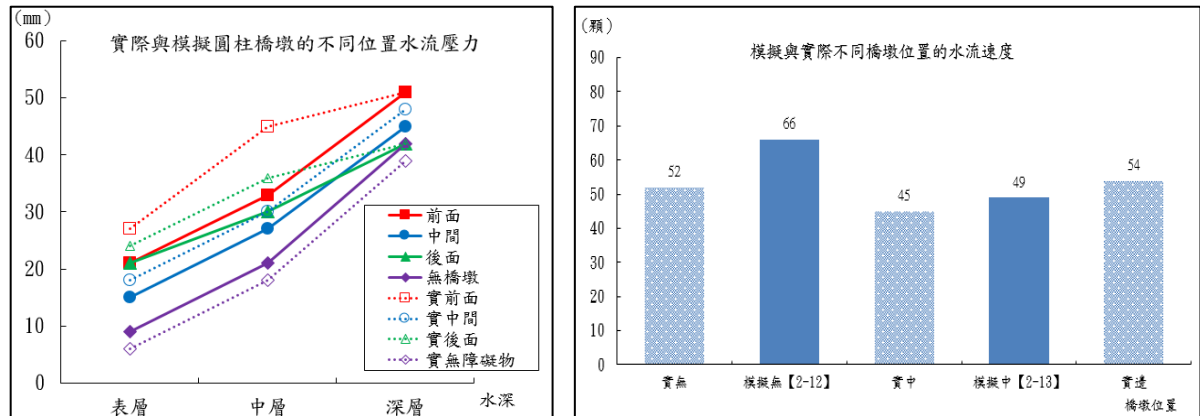 (mm)
實際與模擬圓柱橋墩的不同位置水流壓力
60
50
40
30
20
10
0
表層
中層
深層
水深
前面
中間
後面
無橋墩
實前面
實中間
實後面
實無障礙物
(顆)
模擬與實際不同橋墩位置的水流速度
90
80
70
60
50
40
30
20
10
0
52
66
45
49
54
實無
模擬無【2-12】
實中
模擬中【2-13】
實邊
橋墩位置